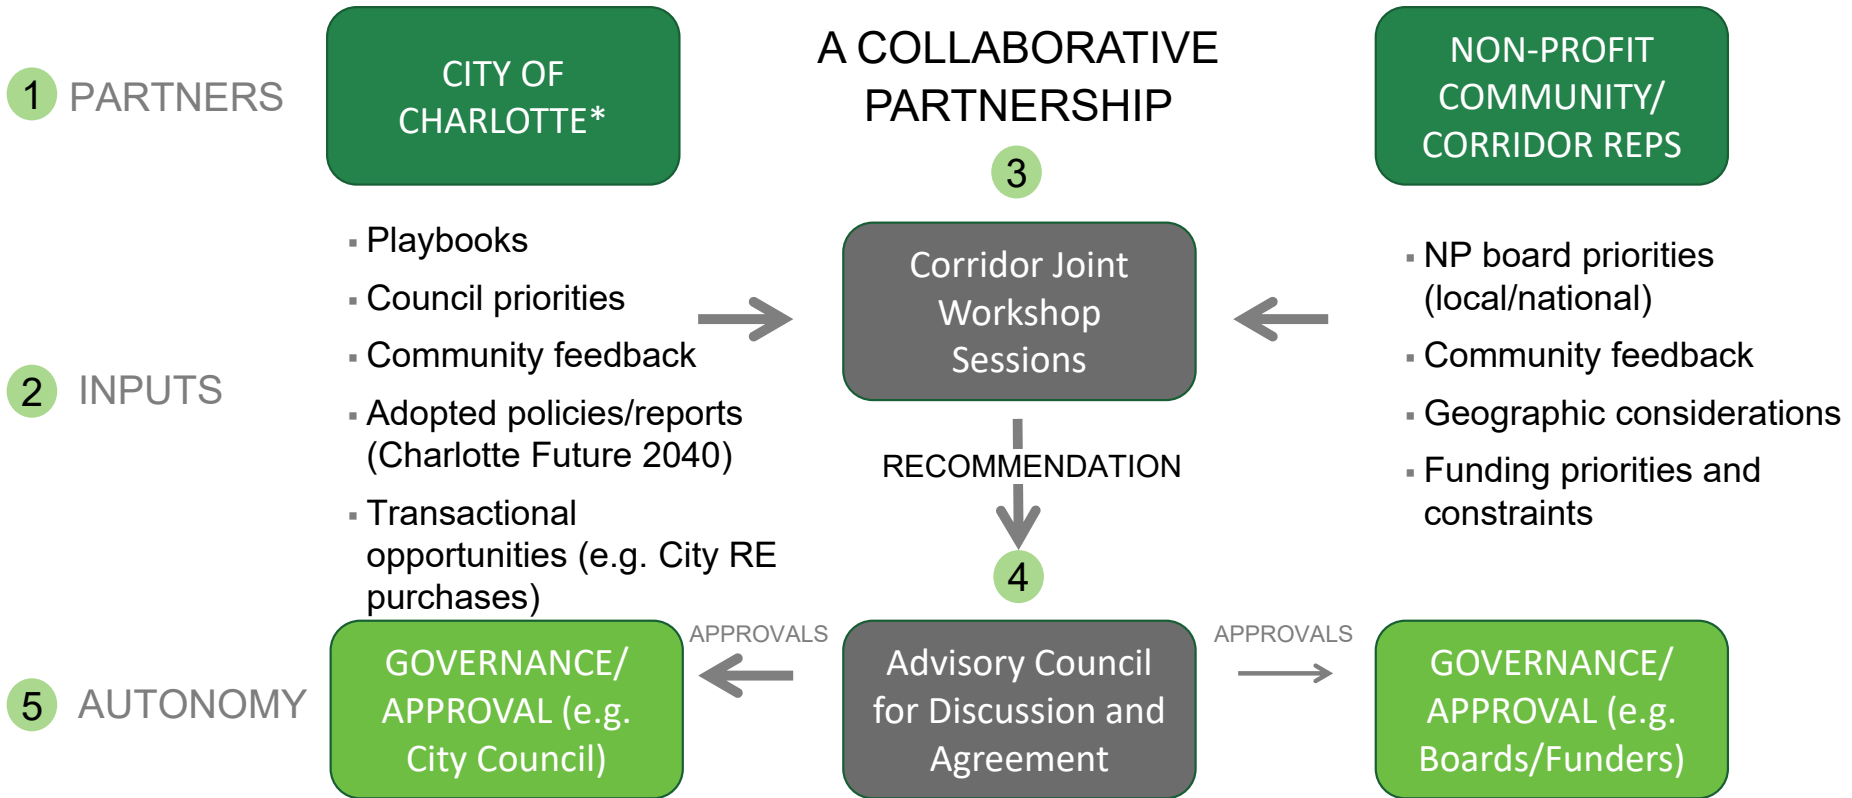 1 PARTNERS
CITY OF
CHARLOTTE*
A COLLABORATIVE
PARTNERSHIP
NON-PROFIT
COMMUNITY/
CORRIDOR REPS
2 INPUTS
▪ Playbooks
▪ Council priorities
▪ Community feedback
▪ Adopted policies/reports
(Charlotte Future 2040)
▪ Transactional
opportunities (e.g. City RE
purchases)
3
Corridor Joint
Workshop
Sessions
▪ NP board priorities
(local/national)
▪ Community feedback
▪ Geographic considerations
▪ Funding priorities and
constraints
RECOMMENDATION
4
5 AUTONOMY
GOVERNANCE/
APPROVAL (e.g.
City Council)
APPROVALS
Advisory Council
for Discussion and
Agreement
APPROVALS
GOVERNANCE/
APPROVAL (e.g.
Boards/Funders)